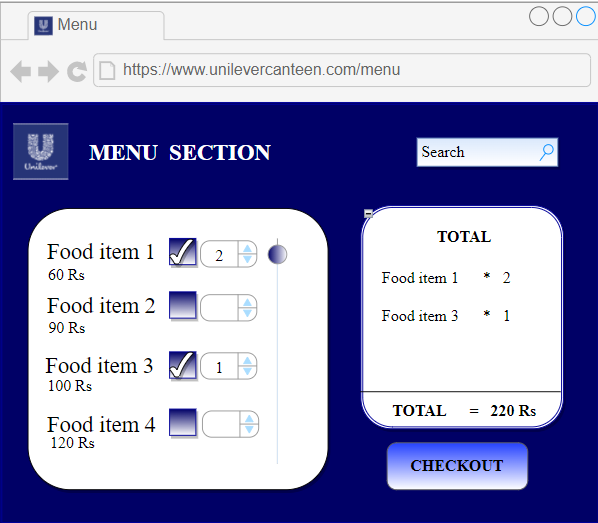 Menu
https://www.unilevercanteen.com/menu
Unilever
MENU SECTION
Search
Food item 1 2
60 Rs
Food item 2
90 Rs
Food item 3 1
100 Rs
Food item 4
120 Rs
TOTAL
Food item 1 * 2
Food item 3 * 1
TOTAL = 220 Rs
CHECKOUT